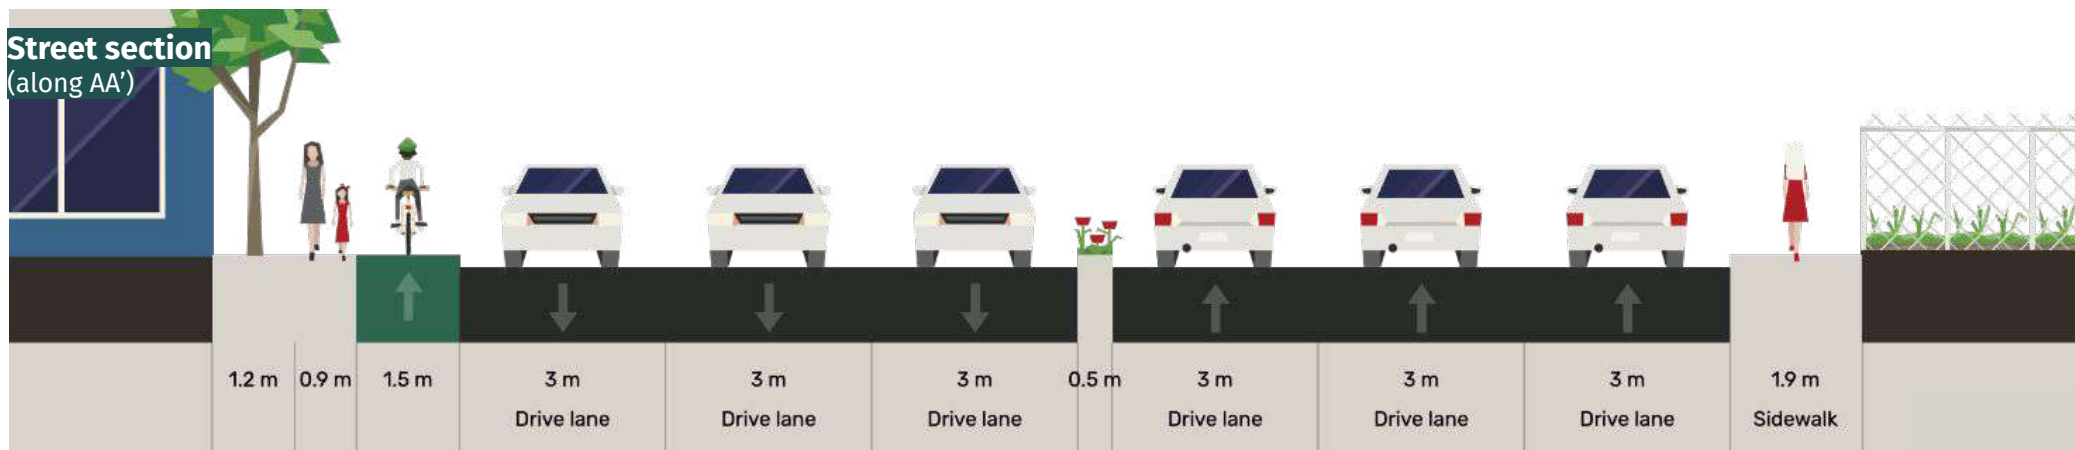 Street section
(along AA’)
1.2 m 0.9 m 1.5 m 3 m 3 m 3 m 0.5 m 3 m 3 m 3 m 1.9 m
Drive lane Drive lane Drive lane Drive lane Drive lane Drive lane Sidewalk